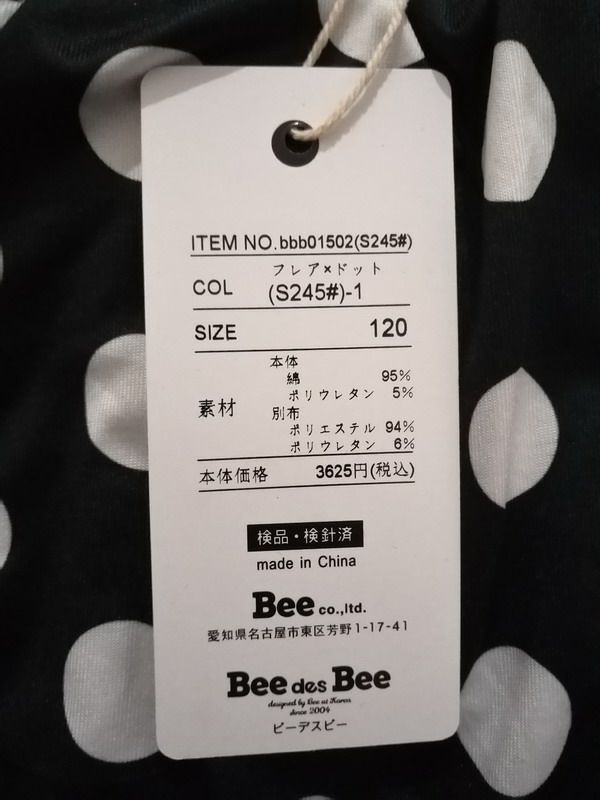 ITEM NO.bbb01502(S245#)
COL フレア×ドット
(S245#)-1
SIZE 120
素材
本体
綿 95%
ポリウレタン 5%
別布
ポリエステル 94%
ポリウレタン 6%
本体価格 3625円(税込)
検品・検針済
made in China
Bee co.,ltd.
愛知県名古屋市東区芳野1-17-41
Bee des Bee
designed by Bee at Korea
since 2004
ビーデスビー